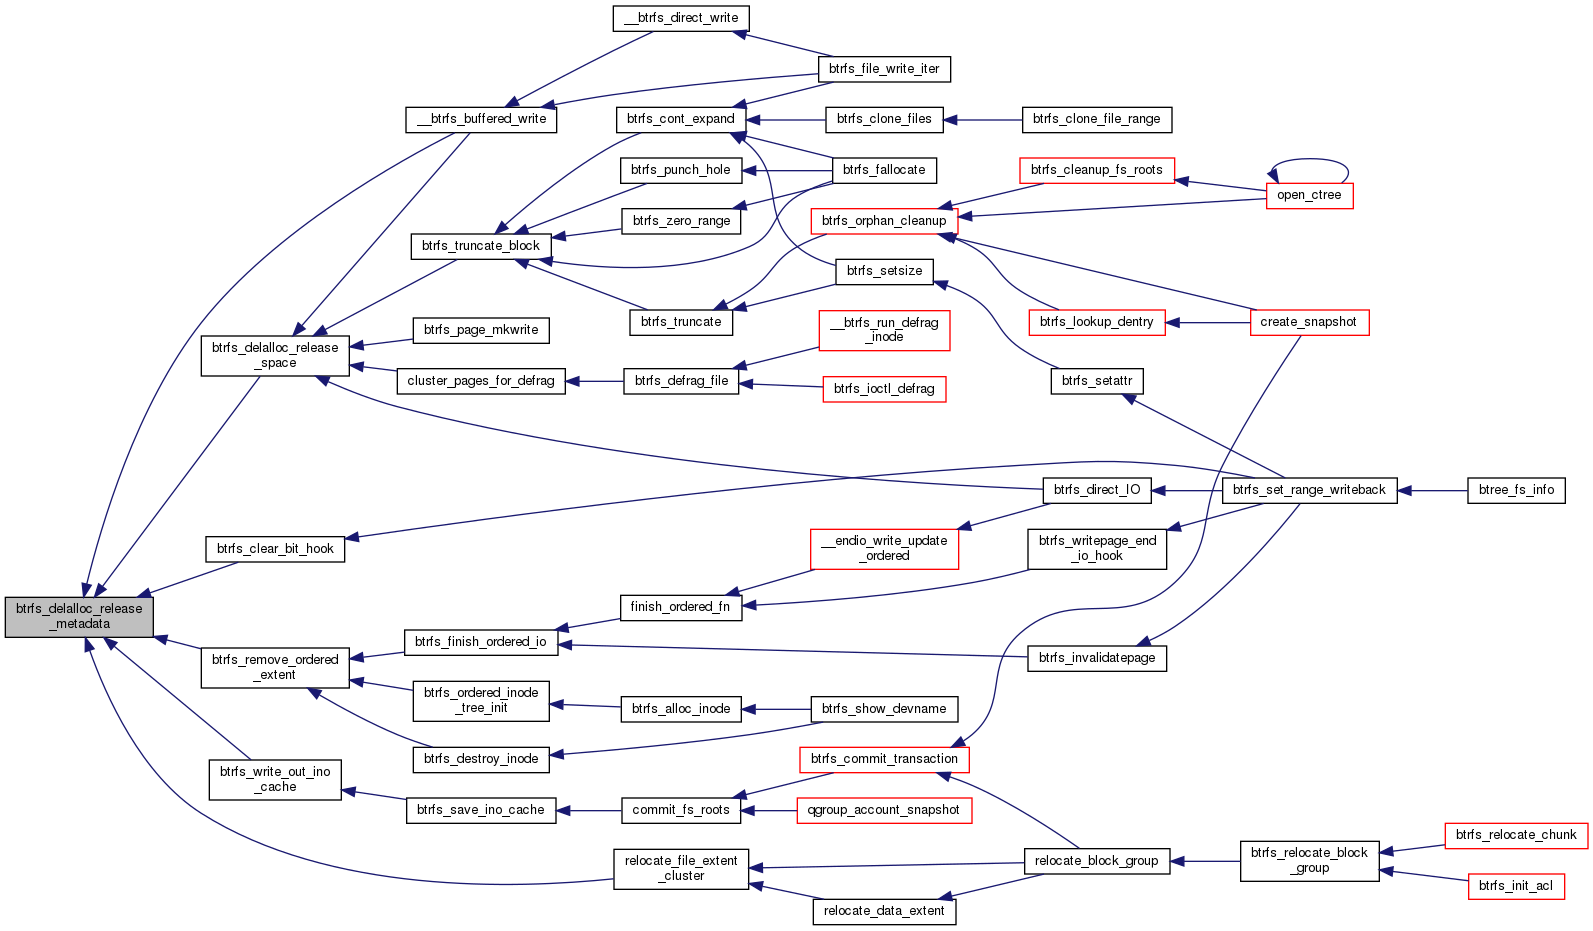 __btrfs_direct_write
btrfs_file_write_iter
__btrfs_buffered_write
btrfs_cont_expand
btrfs_clone_files
btrfs_clone_file_range
btrfs_punch_hole
btrfs_fallocate
btrfs_cleanup_fs_roots
open_ctree
btrfs_zero_range
btrfs_orphan_cleanup
btrfs_truncate_block
btrfs_setsize
btrfs_truncate
btrfs_lookup_dentry
create_snapshot
btrfs_page_mkwrite
__btrfs_run_defrag
_inode
btrfs_delalloc_release
_space
cluster_pages_for_defrag
btrfs_defrag_file
btrfs_ioctl_defrag
btrfs_setattr
btrfs_direct_IO
btrfs_set_range_writeback
btree_fs_info
btrfs_clear_bit_hook
__endio_write_update
_ordered
btrfs_writepage_end
_io_hook
btrfs_delalloc_release
_metadata
finish_ordered_fn
btrfs_finish_ordered_io
btrfs_invalidatepage
btrfs_remove_ordered
_extent
btrfs_ordered_inode
_tree_init
btrfs_alloc_inode
btrfs_show_devname
btrfs_destroy_inode
btrfs_commit_transaction
btrfs_write_out_ino
_cache
btrfs_save_ino_cache
commit_fs_roots
qgroup_account_snapshot
relocate_file_extent
_cluster
relocate_block_group
btrfs_relocate_block
_group
btrfs_relocate_chunk
btrfs_init_acl
relocate_data_extent